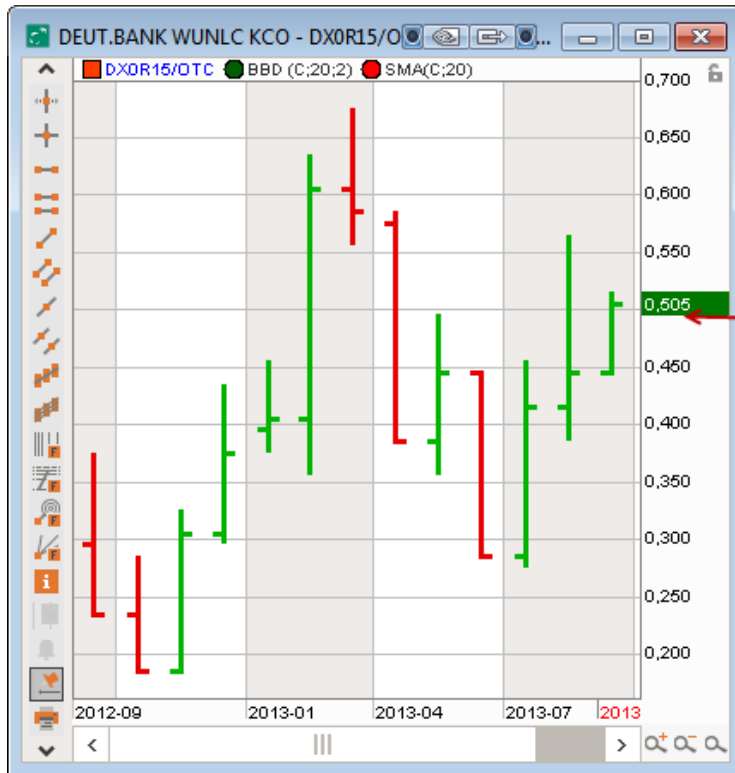 DEUT.BANK WUNLC KCO - DX0R15/O ...
DX0R15/OTC BBD (C;20;2) SMA(C;20)
0,700
0,650
0,600
0,550
0,505
0,450
0,400
0,350
0,300
0,250
0,200
F
F
F
F
i
2012-09 2013-01 2013-04 2013-07 2013